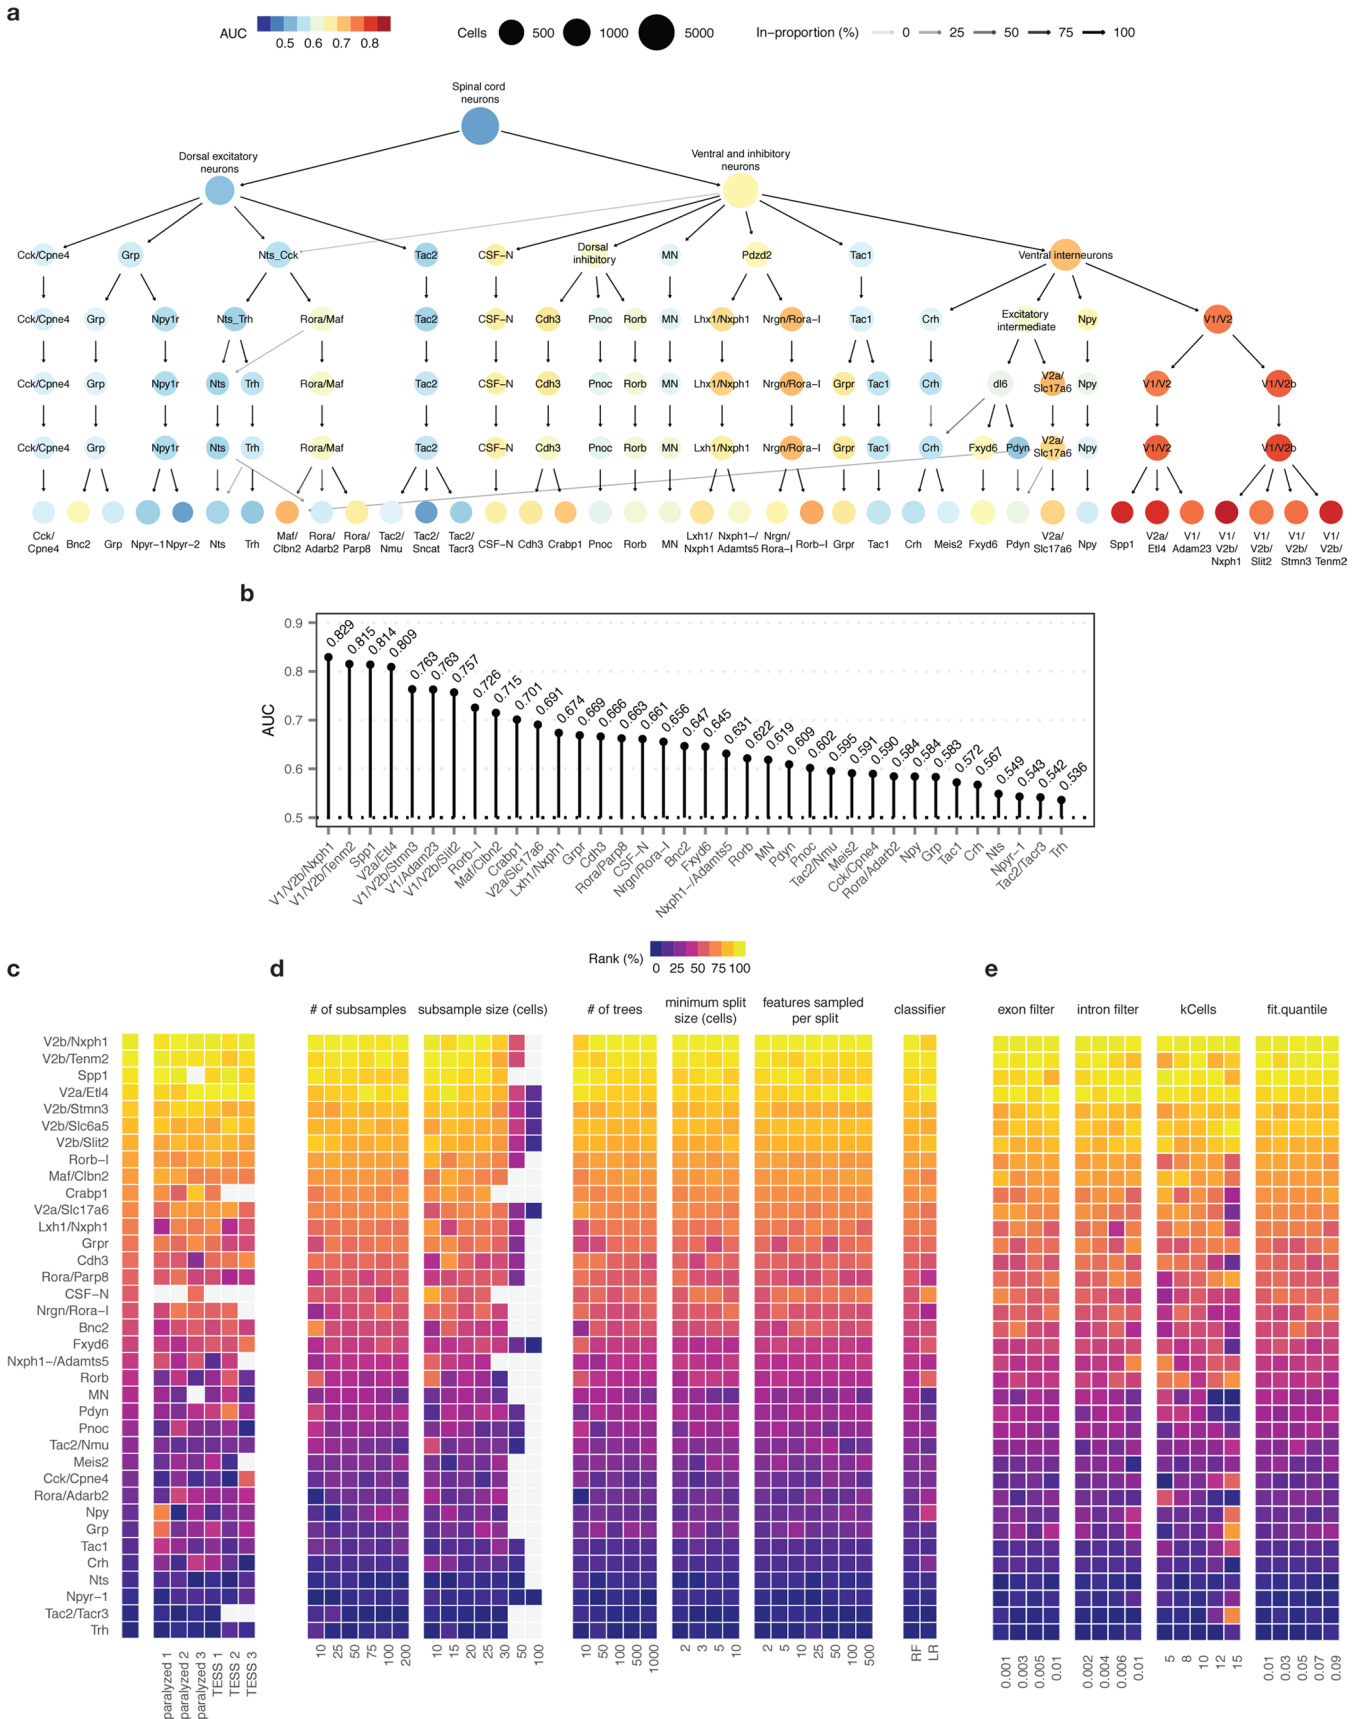 a
AUC
0.5 0.6 0.7 0.8
Cells 500 1000 5000
In−proportion (%) 0 25 50 75 100
Spinal cord
neurons
Dorsal excitatory
neurons
Ventral and inhibitory
neurons
Cck/Cpne4 Grp Nts_Cck Tac2 CSF−N Dorsal
inhibitory MN Pdzd2 Tac1 Ventral interneurons
Cck/Cpne4 Grp Npy1r Nts_Trh Rora/Maf Tac2 CSF−N Cdh3 Pnoc Rorb MN Lhx1/Nxph1 Nrgn/Rora−I Tac1 Crh Excitatory
intermediate Npy V1/V2
Cck/Cpne4 Grp Npy1r Nts Trh Rora/Maf Tac2 CSF−N Cdh3 Pnoc Rorb MN Lhx1/Nxph1 Nrgn/Rora−I Grpr Tac1 Crh dI6 V2a/
Slc17a6 Npy V1/V2 V1/V2b
Cck/Cpne4 Grp Npy1r Nts Trh Rora/Maf Tac2 CSF−N Cdh3 Pnoc Rorb MN Lhx1/Nxph1 Nrgn/Rora−I Grpr Tac1 Crh Fxyd6 Pdyn V2a/
Slc17a6 Npy V1/V2 V1/V2b
Cck/
Cpne4 Bnc2 Grp Npyr−1 Npyr−2 Nts Trh Maf/
Clbn2 Rora/
Adarb2 Rora/
Parp8 Tac2/
Nmu Tac2/
Sncat Tac2/
Tacr3 CSF−N Cdh3 Crabp1 Pnoc Rorb MN Lxh1/
Nxph1 Nxph1−/
Adamts5 Nrgn/
Rora−I Rorb−I Grpr Tac1 Crh Meis2 Fxyd6 Pdyn V2a/
Slc17a6 Npy Spp1 V2a/
Etl4 V1/
Adam23 V1/
V2b/
Nxph1 V1/
V2b/
Slit2 V1/
V2b/
Stmn3 V1/
V2b/
Tenm2
b
AUC
0.9
0.8
0.7
0.6
0.5
0.829 0.815 0.814 0.809 0.763 0.763 0.757 0.726 0.715 0.701 0.691 0.674 0.669 0.666 0.663 0.661 0.656 0.647 0.645 0.631 0.622 0.619 0.609 0.602 0.595 0.591 0.590 0.584 0.584 0.583 0.572 0.567 0.549 0.543 0.542 0.536
V1/V2b/Nxph1 V1/V2b/Tenm2 Spp1 V2a/Etl4 V1/V2b/Stmn3 V1/Adam23 V1/V2b/Slit2 Rorb−I Maf/Clbn2 Crabp1 V2a/Slc17a6 Lxh1/Nxph1 Grpr Cdh3 Rora/Parp8 CSF−N Nrgn/Rora−I Bnc2 Fxyd6 Nxph1−/Adamts5 Rorb MN Pdyn Pnoc Tac2/Nmu Meis2 Cck/Cpne4 Rora/Adarb2 Npy Grp Tac1 Crh Nts Npyr−1 Tac2/Tacr3 Trh
Rank (%)
0 25 50 75 100
c
V2b/Nxph1
V2b/Tenm2
Spp1
V2a/Etl4
V2b/Stmn3
V2b/Slc6a5
V2b/Slit2
Rorb−I
Maf/Clbn2
Crabp1
V2a/Slc17a6
Lxh1/Nxph1
Grpr
Cdh3
Rora/Parp8
CSF−N
Nrgn/Rora−I
Bnc2
Fxyd6
Nxph1−/Adamts5
Rorb
MN
Pdyn
Pnoc
Tac2/Nmu
Meis2
Cck/Cpne4
Rora/Adarb2
Npy
Grp
Tac1
Crh
Nts
Npyr−1
Tac2/Tacr3
Trh
paralyzed 1
paralyzed 2
paralyzed 3
TESS 1
TESS 2
TESS 3
d
# of subsamples
10 25 50 75 100 200
subsample size (cells)
10 15 20 25 30 50 100
# of trees
10 50 100 500 1000
minimum split
size (cells)
2 3 5 10
features sampled
per split
2 5 10 25 50 100 500
classifier
RF LR
e
exon filter
0.001 0.003 0.005 0.01
intron filter
0.002 0.004 0.006 0.01
kCells
5 8 10 12 15
fit.quantile
0.01 0.03 0.05 0.07 0.09